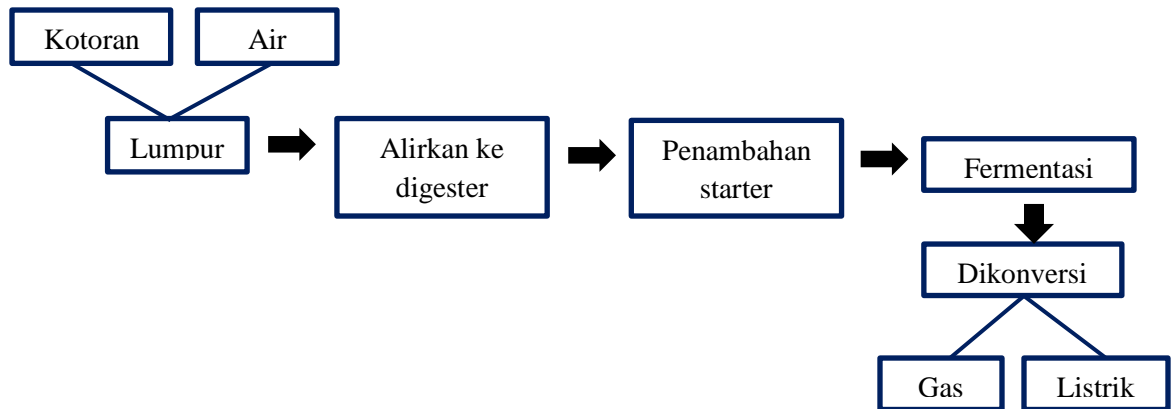 Kotoran
Air
Lumpur
Alirkan ke
digester
Penambahan
starter
Fermentasi
Dikonversi
Gas
Listrik